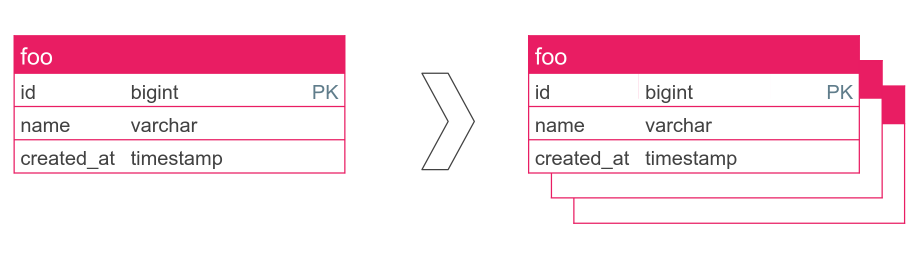 foo
id bigint PK
name varchar
created_at timestamp
foo
id bigint PK
name varchar
created_at timestamp